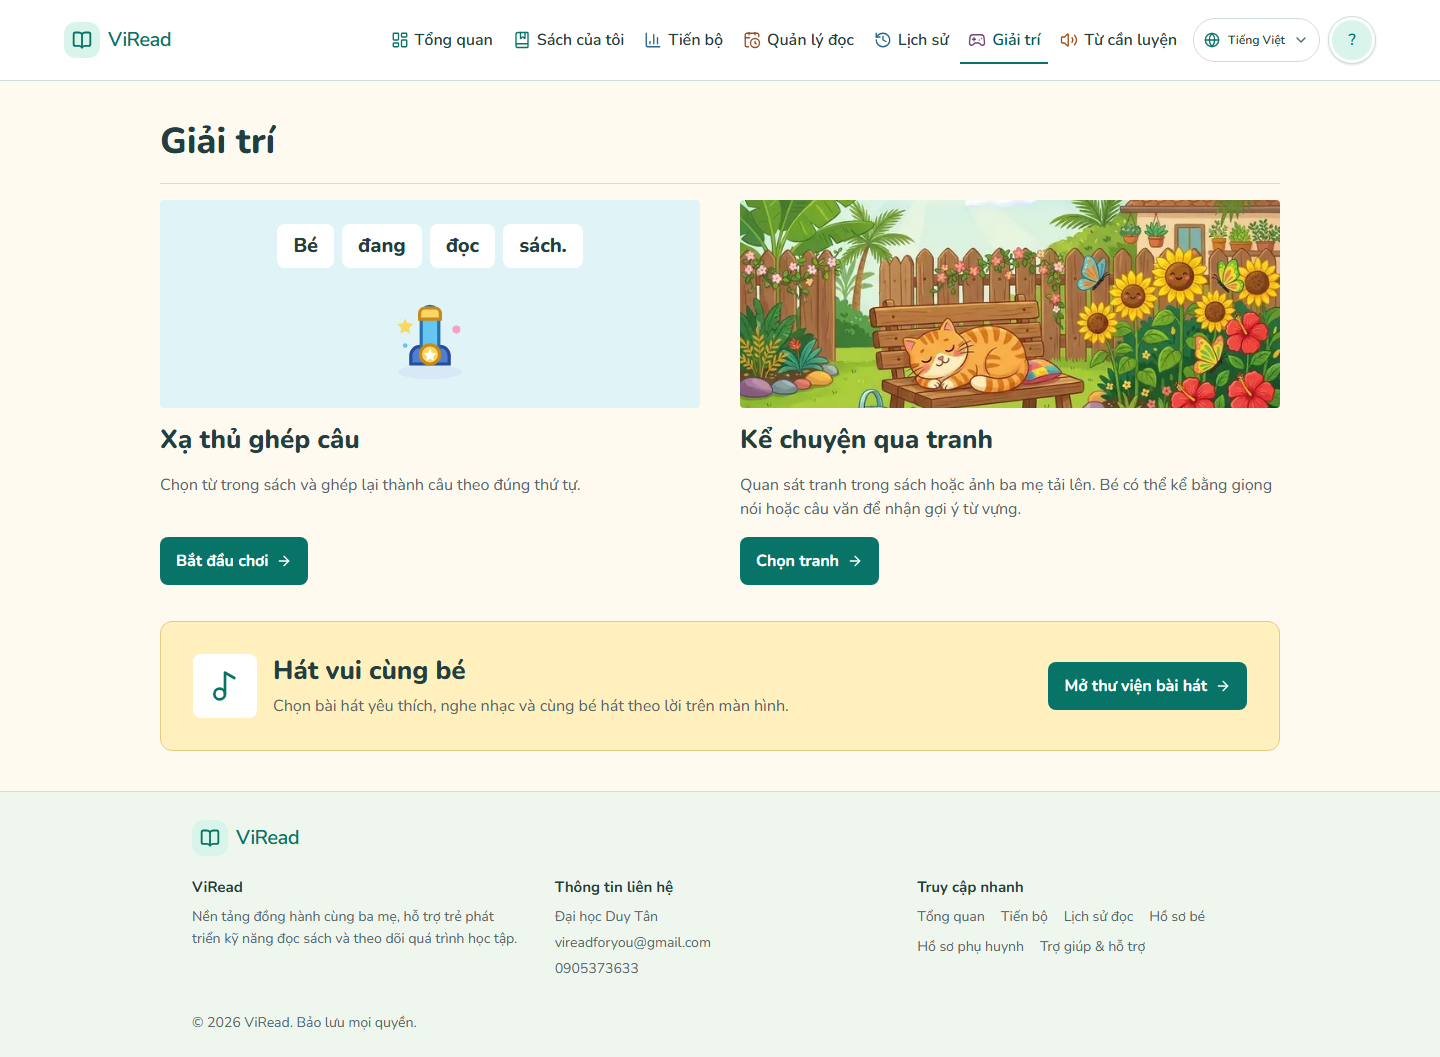 ViRead
Tổng quan
Sách của tôi
Tiến bộ
Quản lý đọc
Lịch sử
Giải trí
Từ cần luyện
Tiếng Việt
?
Giải trí
Bé đang đọc sách.
Xạ thủ ghép câu
Chọn từ trong sách và ghép lại thành câu theo đúng thứ tự.
Bắt đầu chơi
Kể chuyện qua tranh
Quan sát tranh trong sách hoặc ảnh ba mẹ tải lên. Bé có thể kể bằng giọng
nói hoặc câu văn để nhận gợi ý từ vựng.
Chọn tranh
Hát vui cùng bé
Chọn bài hát yêu thích, nghe nhạc và cùng bé hát theo lời trên màn hình.
Mở thư viện bài hát
ViRead
ViRead
Nền tảng đồng hành cùng ba mẹ, hỗ trợ trẻ phát
triển kỹ năng đọc sách và theo dõi quá trình học tập.
Thông tin liên hệ
Đại học Duy Tân
vireadforyou@gmail.com
0905373633
Truy cập nhanh
Tổng quan Tiến bộ Lịch sử đọc Hồ sơ bé
Hồ sơ phụ huynh Trợ giúp & hỗ trợ
© 2026 ViRead. Bảo lưu mọi quyền.